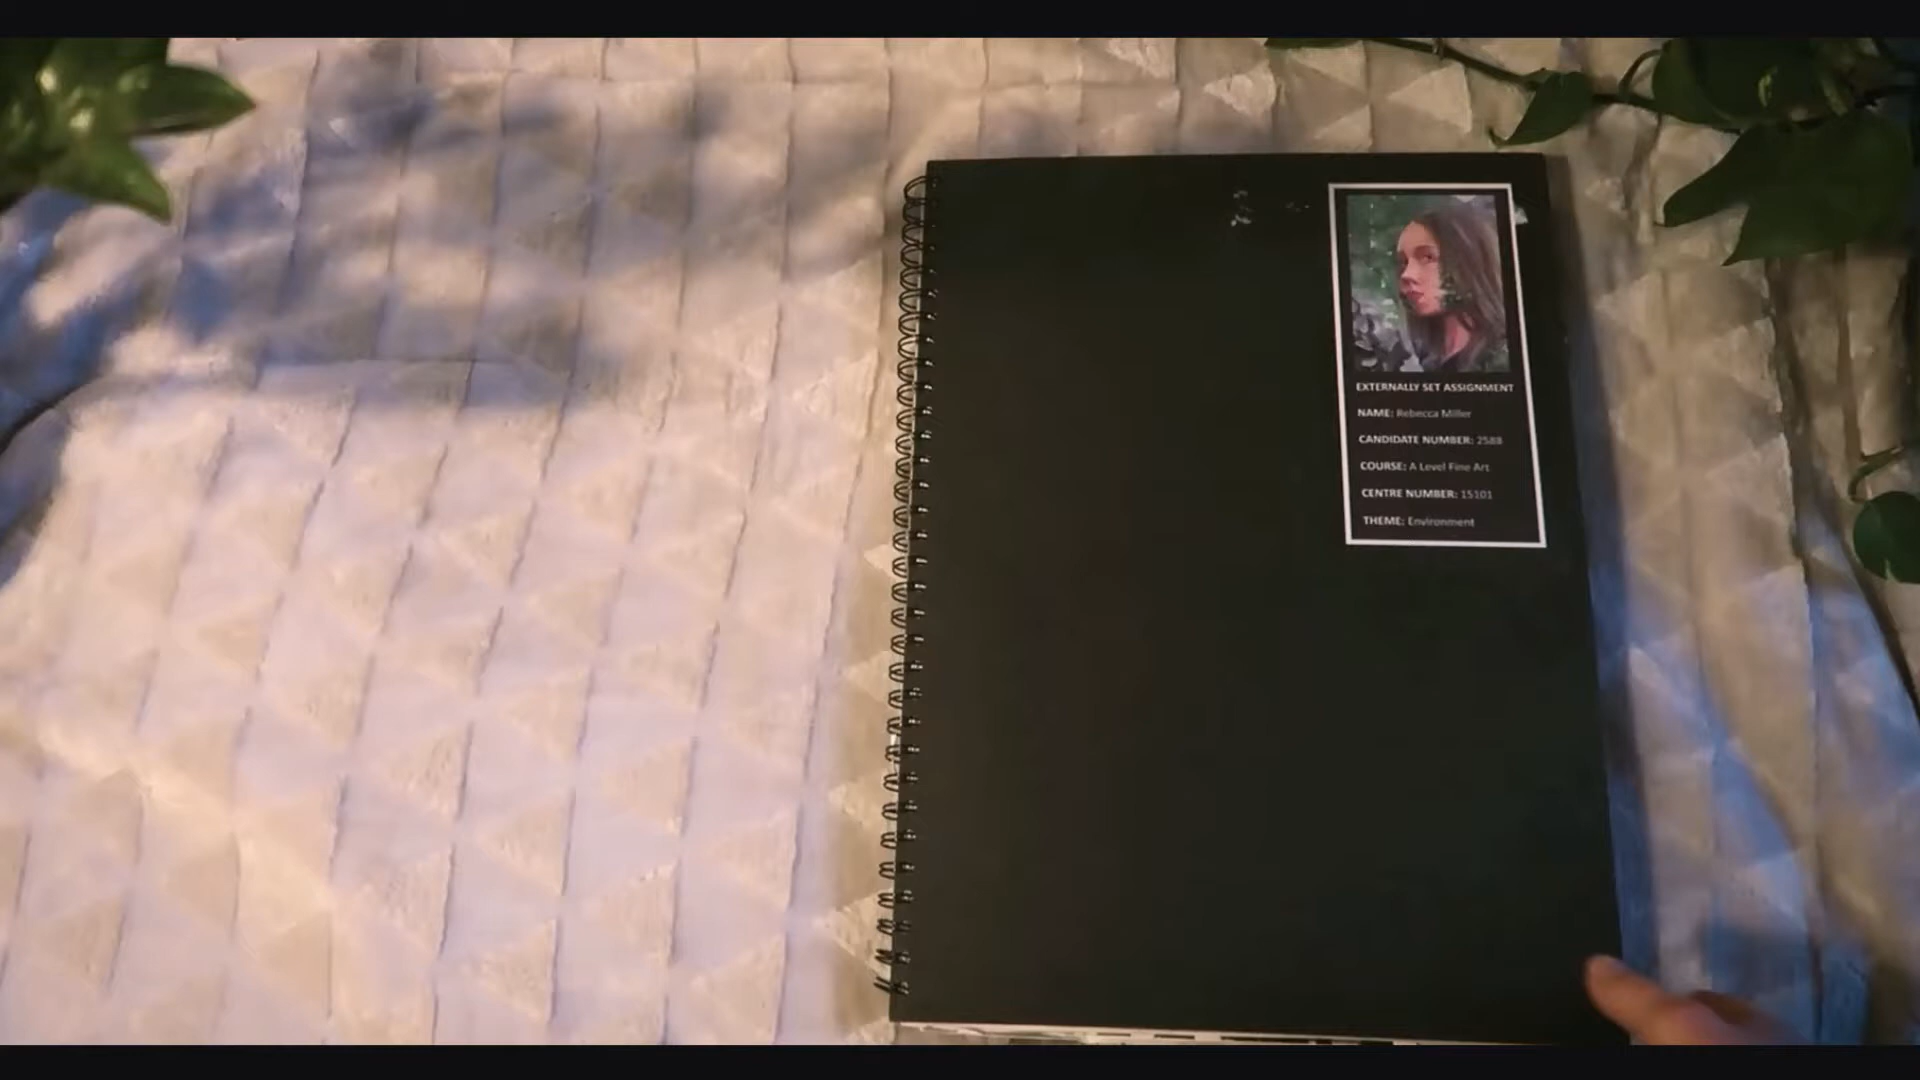 EXTERNALLY SET ASSIGNMENT
NAME: Rebecca Miller
CANDIDATE NUMBER: 2588
COURSE: A Level Fine Art
CENTRE NUMBER: 15101
THEME: Environment